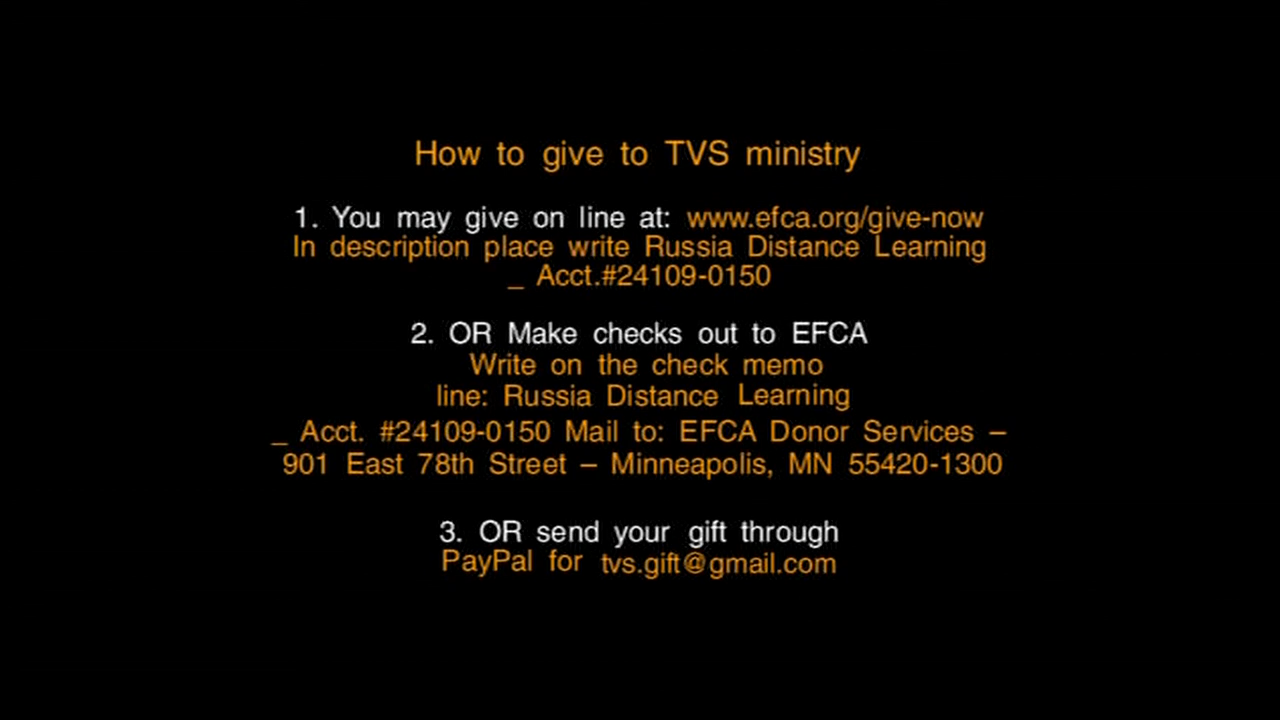 How to give to TVS ministry
1. You may give on line at: www.efca.org/give-now
In description place write Russia Distance Learning
_ Acct.#24109-0150
2. OR Make checks out to EFCA
Write on the check memo
line: Russia Distance Learning
_ Acct. #24109-0150 Mail to: EFCA Donor Services –
901 East 78th Street – Minneapolis, MN 55420-1300
3. OR send your gift through
PayPal for tvs.gift@gmail.com